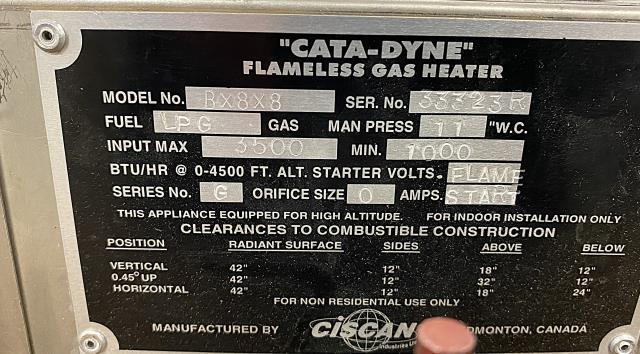 "CATA-DYNE"
FLAMELESS GAS HEATER
MODEL No. BX8X8 SER. No. 33323R
FUEL LPG GAS MAN PRESS 11 "W.C.
INPUT MAX 3500 MIN. 1000
BTU/HR @ 0-4500 FT. ALT. STARTER VOLTS. FLAME
SERIES No. G ORIFICE SIZE 0 AMPS. START
THIS APPLIANCE EQUIPPED FOR HIGH ALTITUDE. FOR INDOOR INSTALLATION ONLY
CLEARANCES TO COMBUSTIBLE CONSTRUCTION
POSITION RADIANT SURFACE SIDES ABOVE BELOW
VERTICAL 42" 12" 18" 12"
0.45° UP 42" 12" 32" 12"
HORIZONTAL 42" 12" 18" 24"
FOR NON RESIDENTIAL USE ONLY
MANUFACTURED BY CISCAN Industries DMONTON, CANADA